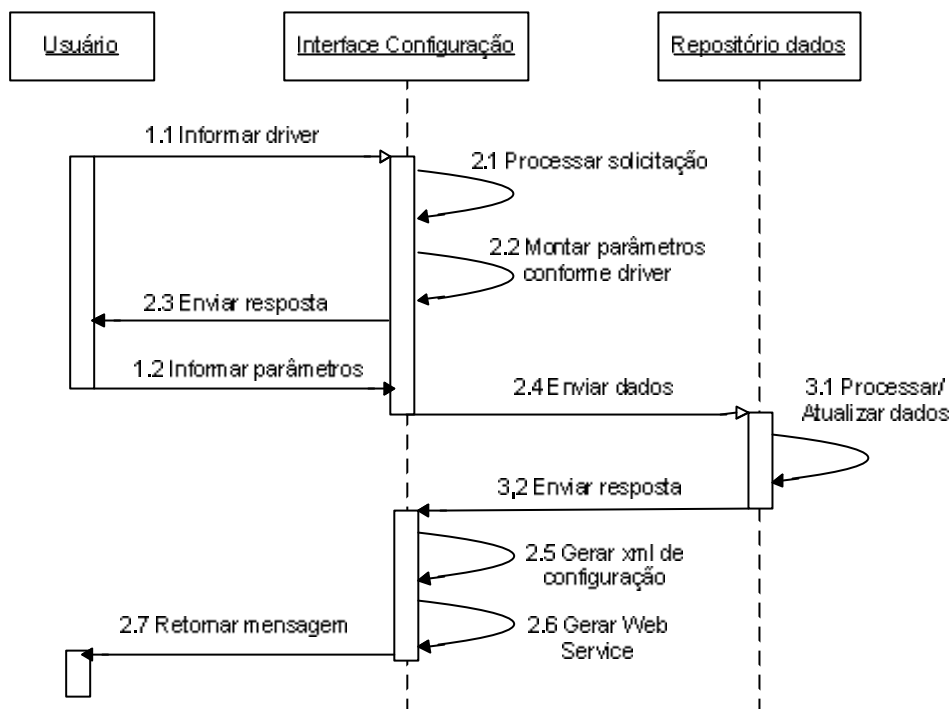 Usuário
Interface Configuração
Repositório dados
1.1 Informar driver
2.1 Processar solicitação
2.2 Montar parâmetros
conforme driver
2.3 Enviar resposta
1.2 Informar parâmetros
2.4 Enviar dados
3.1 Processar/
Atualizar dados
3,2 Enviar resposta
2.5 Gerar xml de
configuração
2.6 Gerar Web
Service
2.7 Retornar mensagem